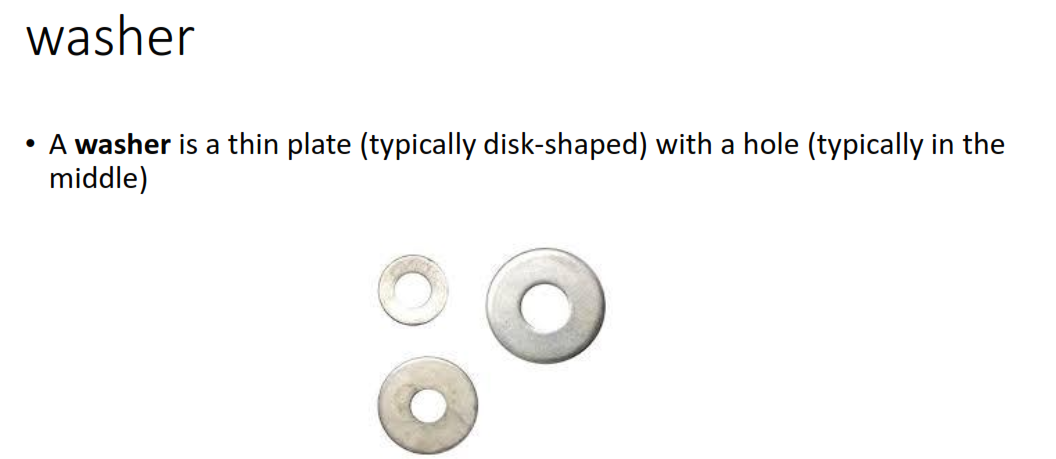 washer
• A washer is a thin plate (typically disk-shaped) with a hole (typically in the
middle)